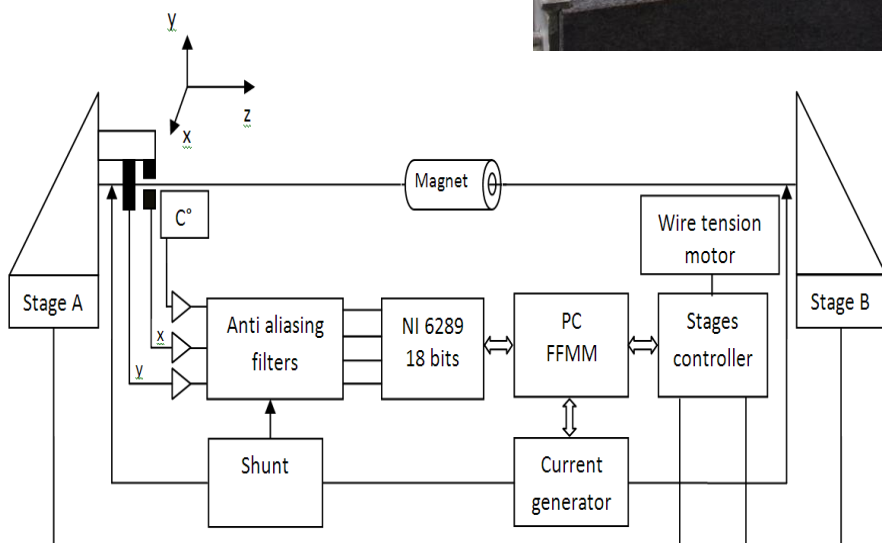 y
z
x
Magnet
C°
Wire tension
motor
Stage A
Stage B
Anti aliasing
filters
NI 6289
18 bits
PC
FFMM
Stages
controller
x
y
Shunt
Current
generator